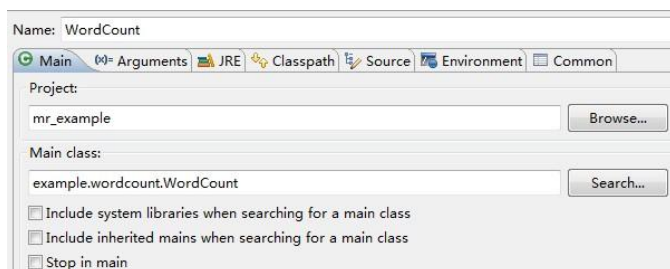 Name: WordCount
Main (x)= Arguments JRE Classpath Source Environment Common
Project:
mr_example Browse...
Main class:
example.wordcount.WordCount Search...
Include system libraries when searching for a main class
Include inherited mains when searching for a main class
Stop in main